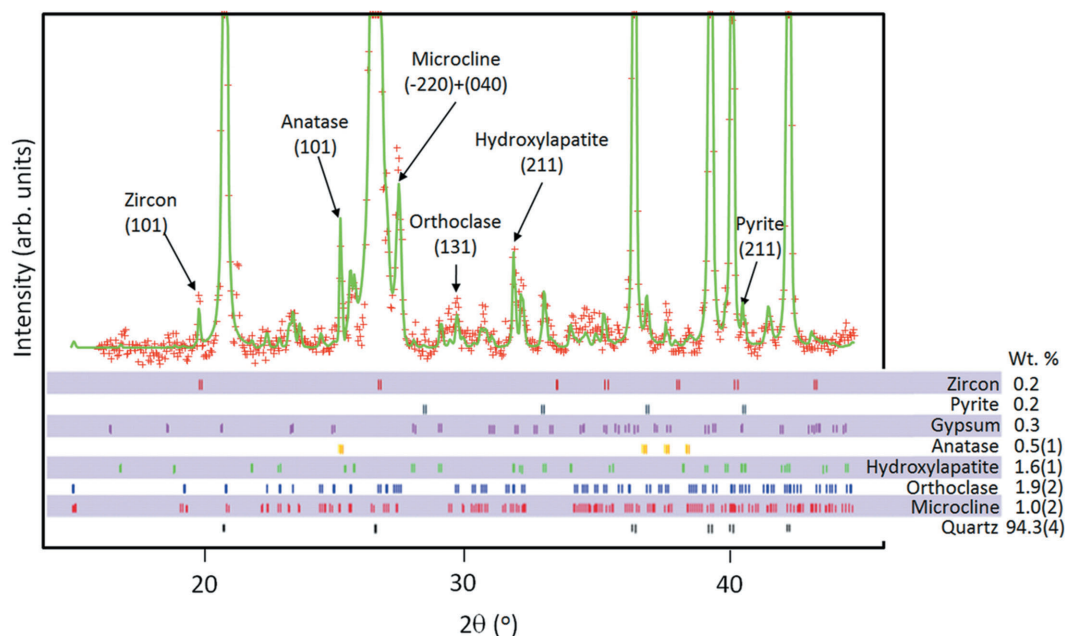 Intensity (arb. units)
Zircon
(101)
Anatase
(101)
Microcline
(-220)+(040)
Orthoclase
(131)
Hydroxylapatite
(211)
Pyrite
(211)
Wt. %
Zircon 0.2
Pyrite 0.2
Gypsum 0.3
Anatase 0.5(1)
Hydroxylapatite 1.6(1)
Orthoclase 1.9(2)
Microcline 1.0(2)
Quartz 94.3(4)
20 30 40
2θ (°)